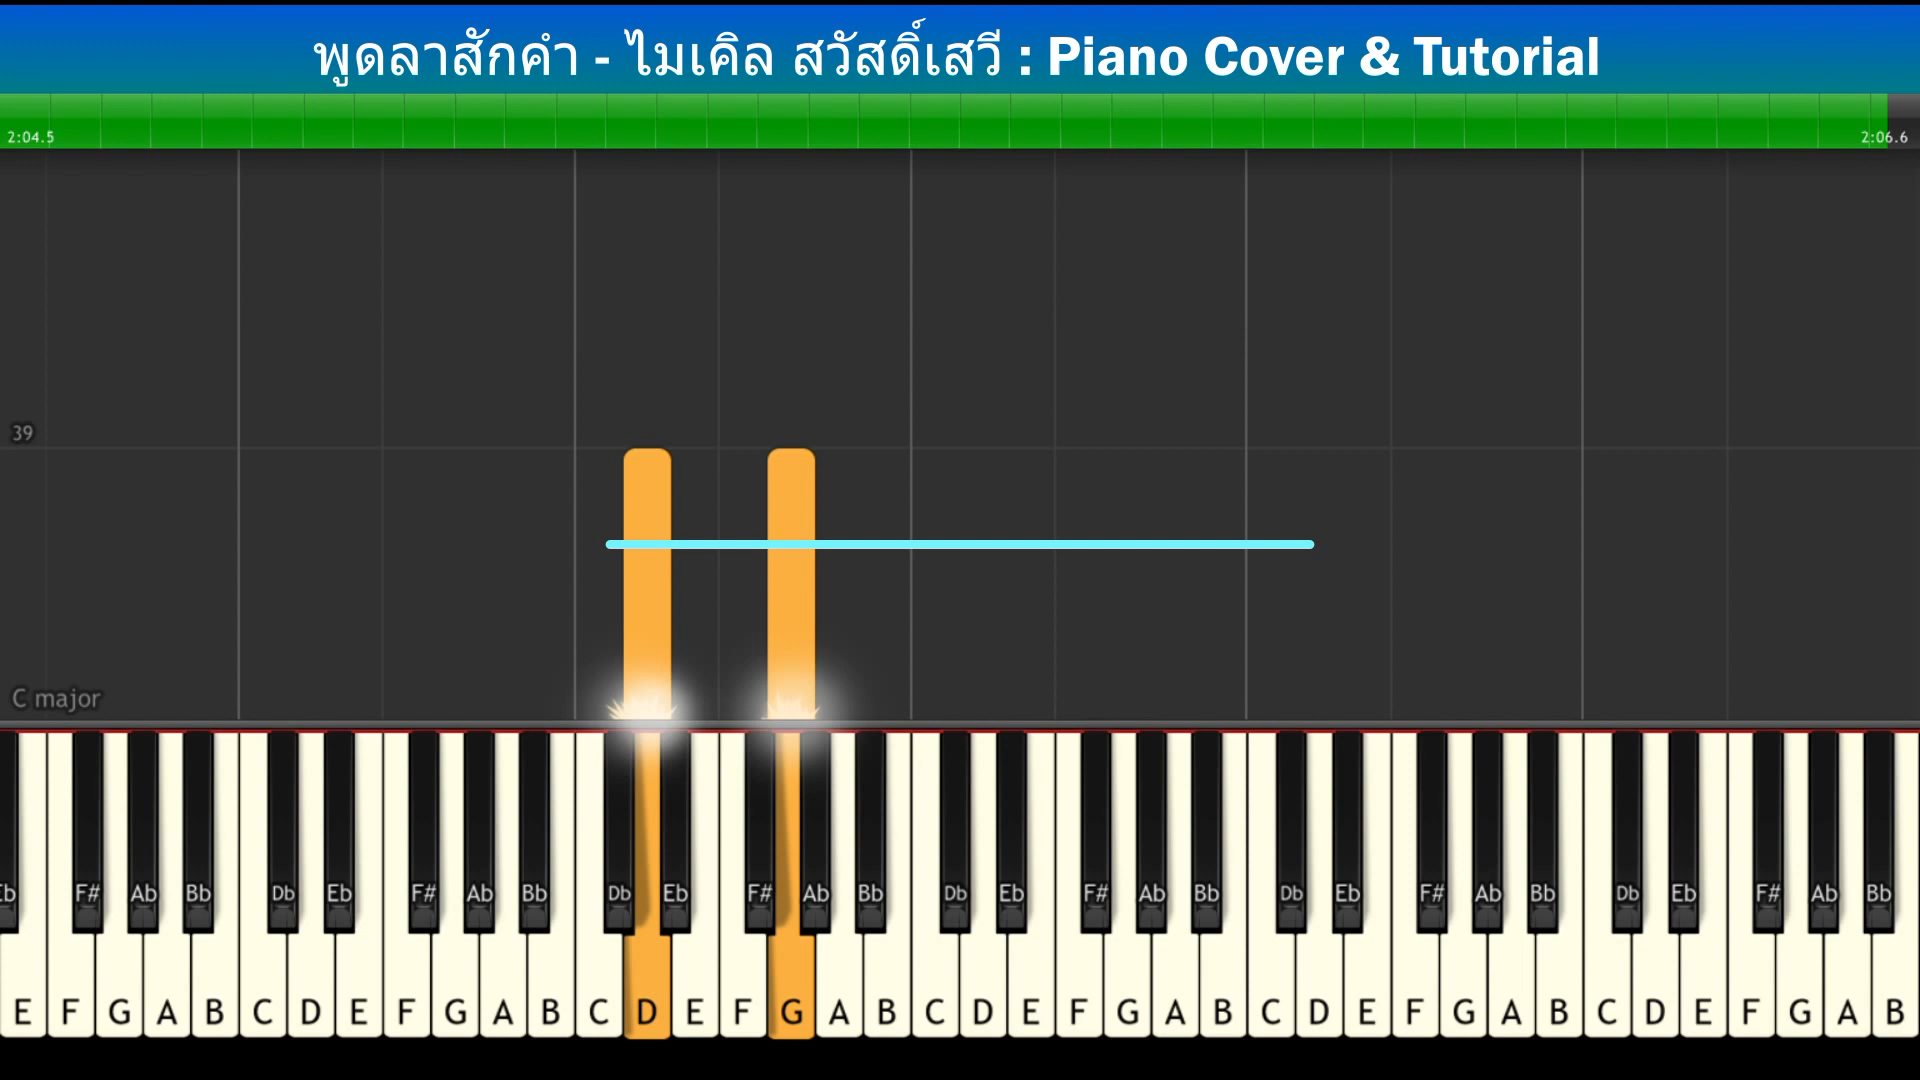 พูดลาสักคำ - ไมเคิล สวัสดิ์เสวี : Piano Cover & Tutorial
2:04.5 2:06.6
39
C major
Eb F# Ab Bb Db Eb F# Ab Bb Db Eb F# Ab Bb Db Eb F# Ab Bb Db Eb F# Ab Bb Db Eb F# Ab Bb
E F G A B C D E F G A B C D E F G A B C D E F G A B C D E F G A B C D E F G A B